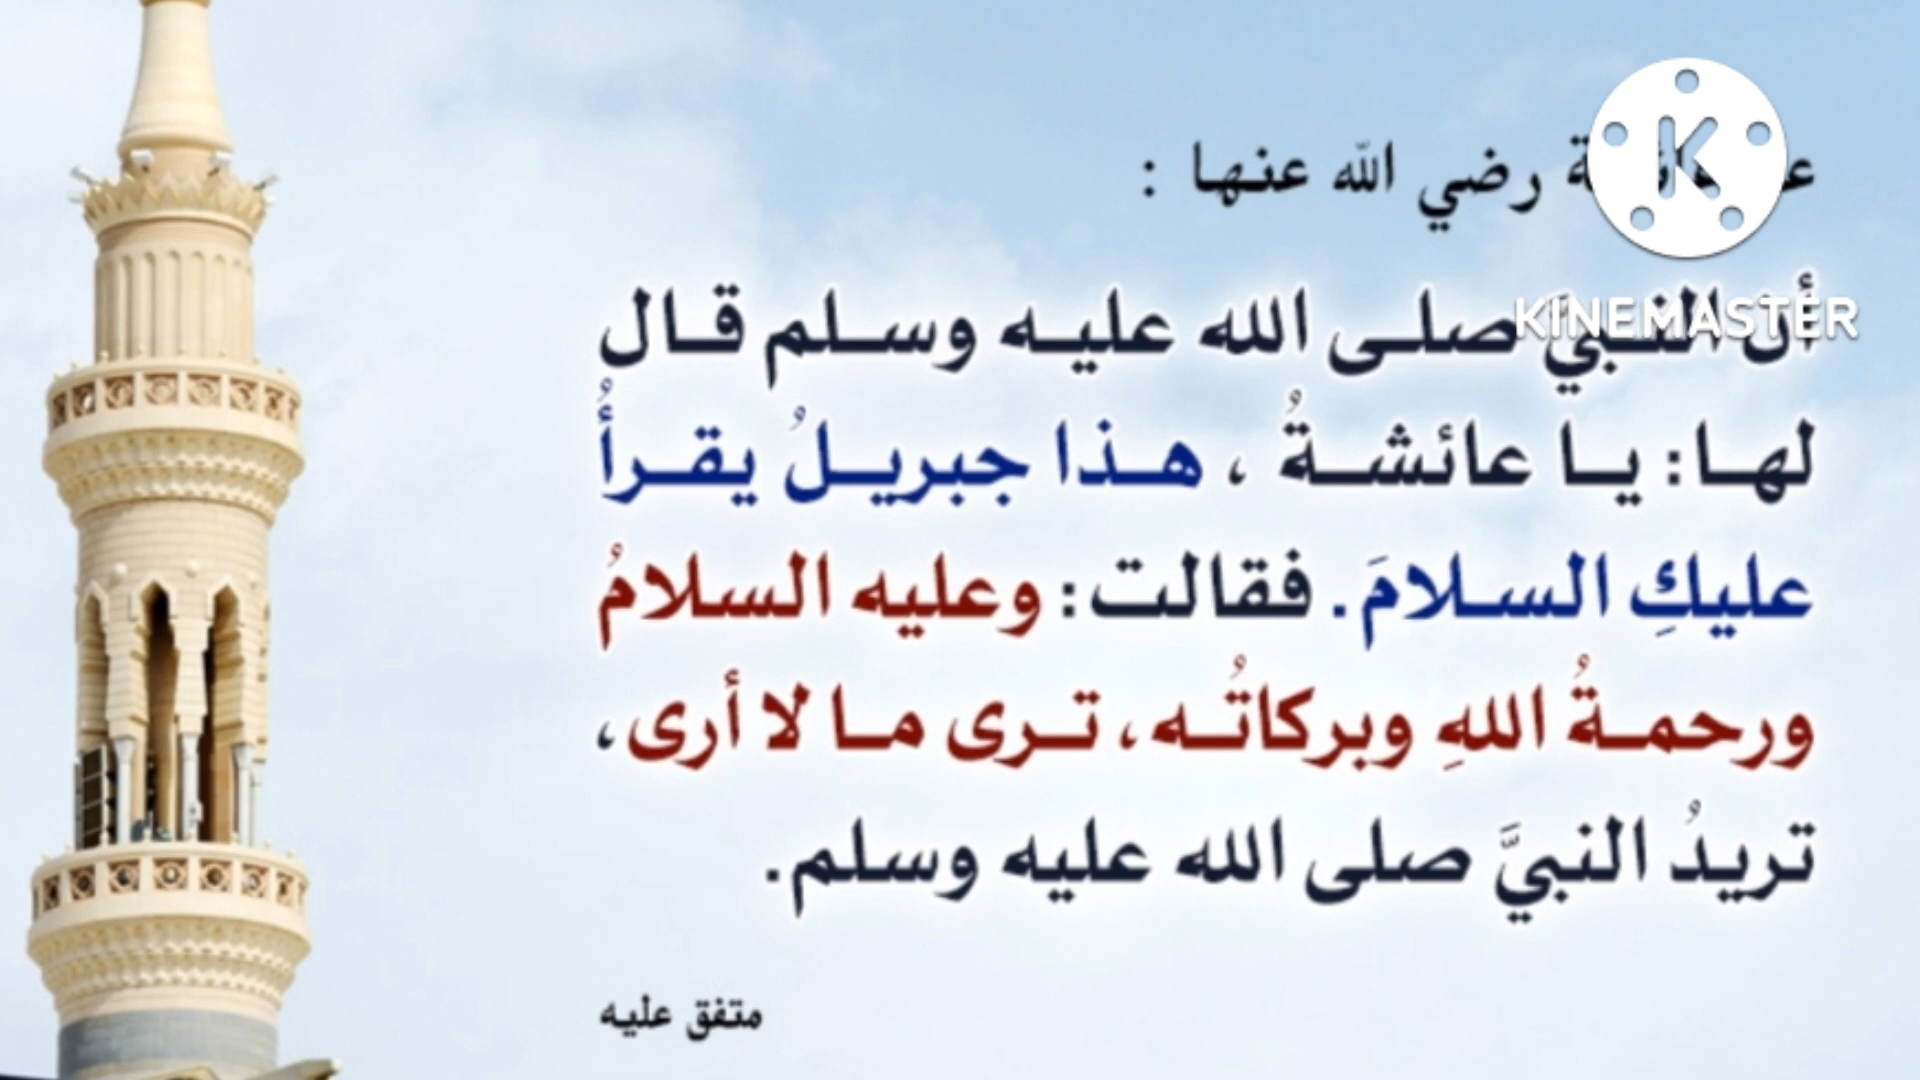 رضي الله عنها :
أن النبيَّ صلى الله عليه وسلم قال
لها: يا عائشةُ ، هذا جبريلُ يقرأُ
عليكِ السلامَ. فقالت: وعليه السلامُ
ورحمةُ اللهِ وبركاتُه، ترى ما لا أرى،
تريدُ النبيَّ صلى الله عليه وسلم.
متفق عليه
KINEMASTER